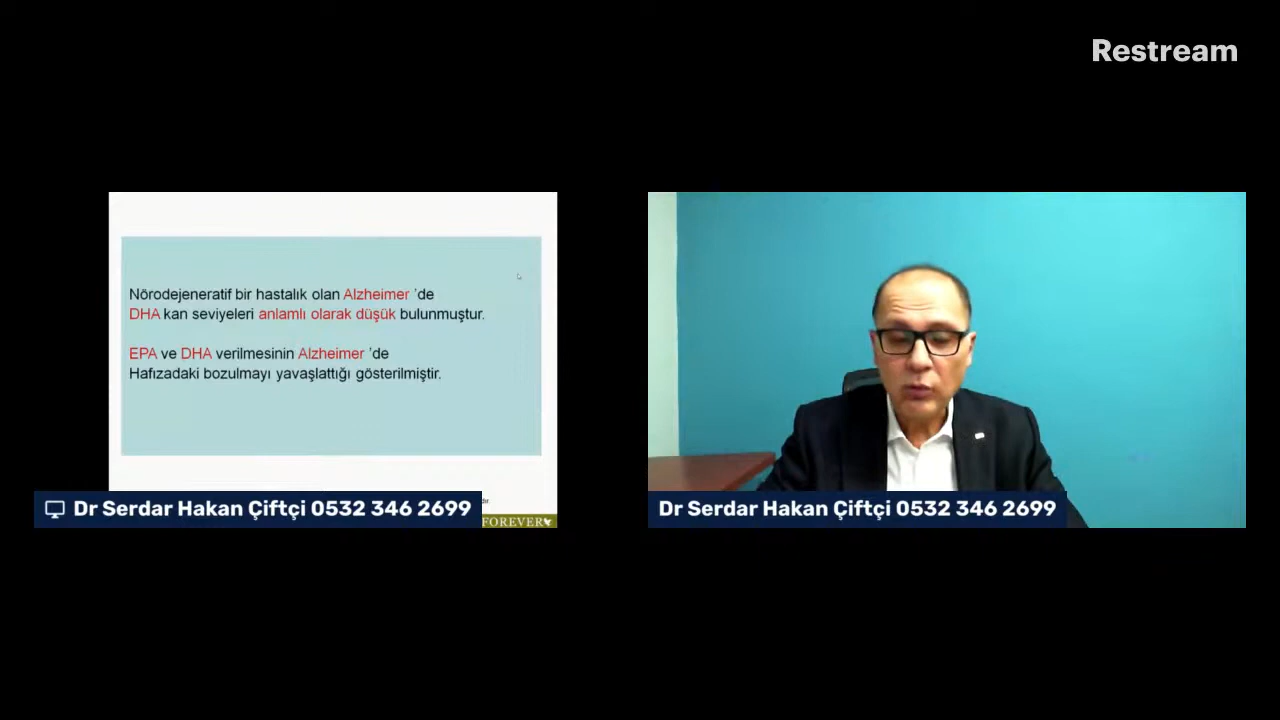 Restream
Nörodejeneratif bir hastalık olan Alzheimer 'de
DHA kan seviyeleri anlamlı olarak düşük bulunmuştur.
EPA ve DHA verilmesinin Alzheimer 'de
Hafızadaki bozulmayı yavaşlattığı gösterilmiştir.
Dr Serdar Hakan Çiftçi 0532 346 2699
FOREVER
Dr Serdar Hakan Çiftçi 0532 346 2699